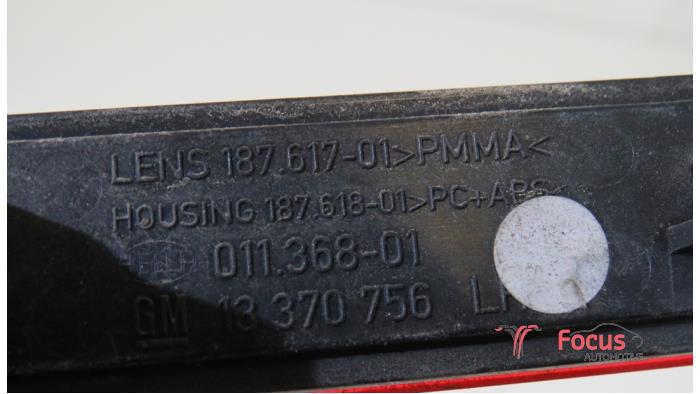 LENS 187.617-01>PMMA<
HOUSING 187.618-01>PC+ABS<
011.368-01
GM 13 370 756
Focus
AUTOMOTIVE